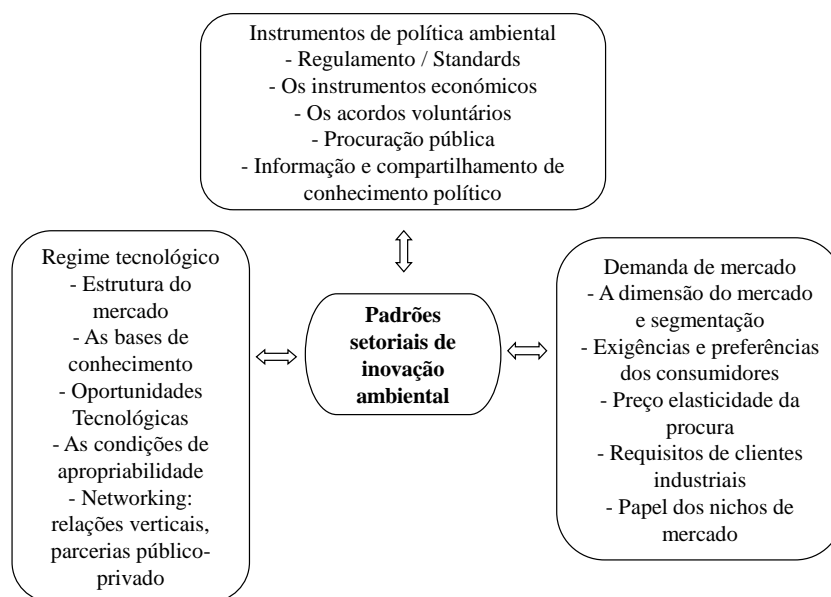 Instrumentos de política ambiental
- Regulamento / Standards
- Os instrumentos económicos
- Os acordos voluntários
- Procuração pública
- Informação e compartilhamento de
conhecimento político
Regime tecnológico
- Estrutura do
mercado
- As bases de
conhecimento
- Oportunidades
Tecnológicas
- As condições de
apropriabilidade
- Networking:
relações verticais,
parcerias público-
privado
Padrões
setoriais de
inovação
ambiental
Demanda de mercado
- A dimensão do mercado
e segmentação
- Exigências e preferências
dos consumidores
- Preço elasticidade da
procura
- Requisitos de clientes
industriais
- Papel dos nichos de
mercado